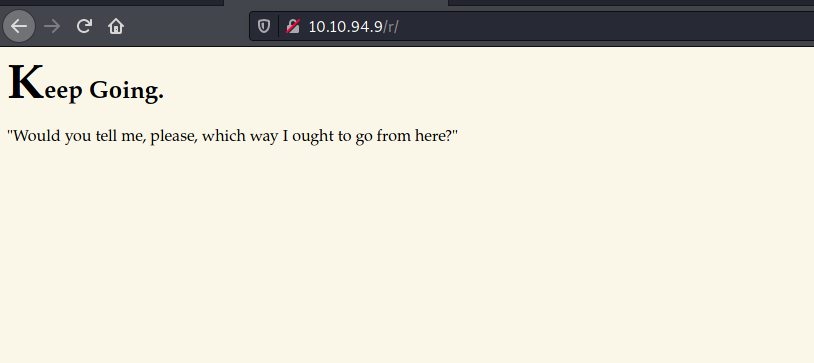 10.10.94.9/r/
Keep Going.
"Would you tell me, please, which way I ought to go from here?"